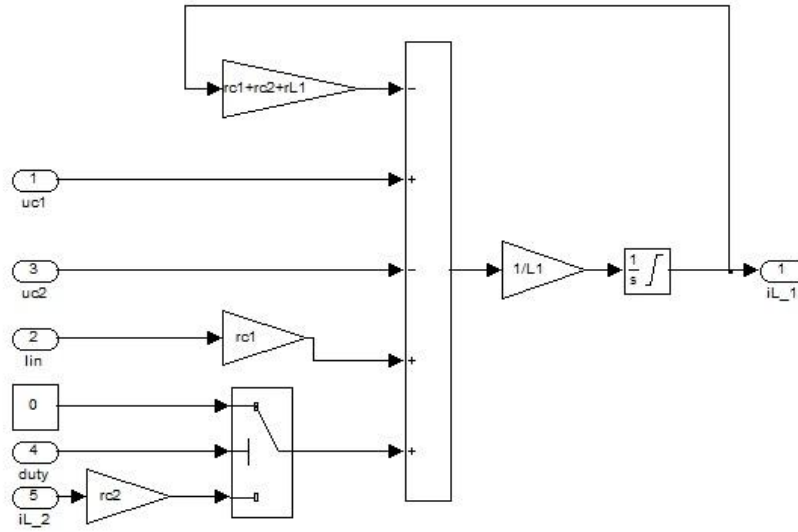 rc1+rc2+rL1
−
1
+
uc1
3
−
uc2
1/L1
1
s
1
iL_1
2
Iin
rc1
+
0
4
+
duty
5
rc2
iL_2